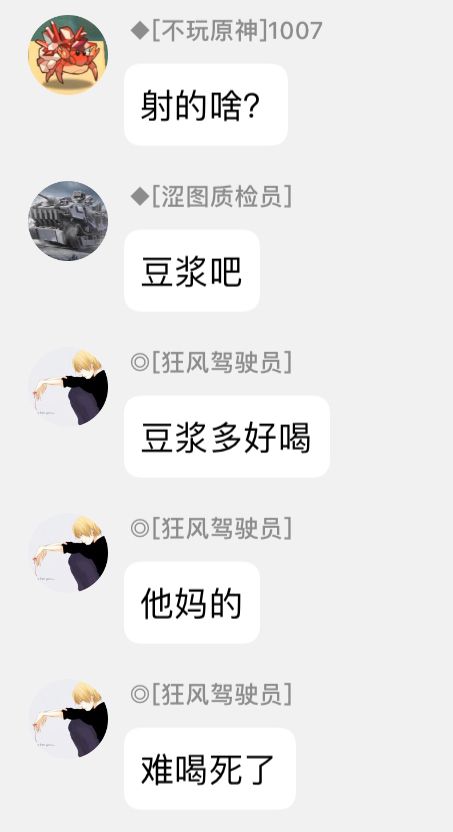 ◆[不玩原神]1007
射的啥?
◆[涩图质检员]
豆浆吧
◎[狂风驾驶员]
豆浆多好喝
◎[狂风驾驶员]
他妈的
◎[狂风驾驶员]
难喝死了